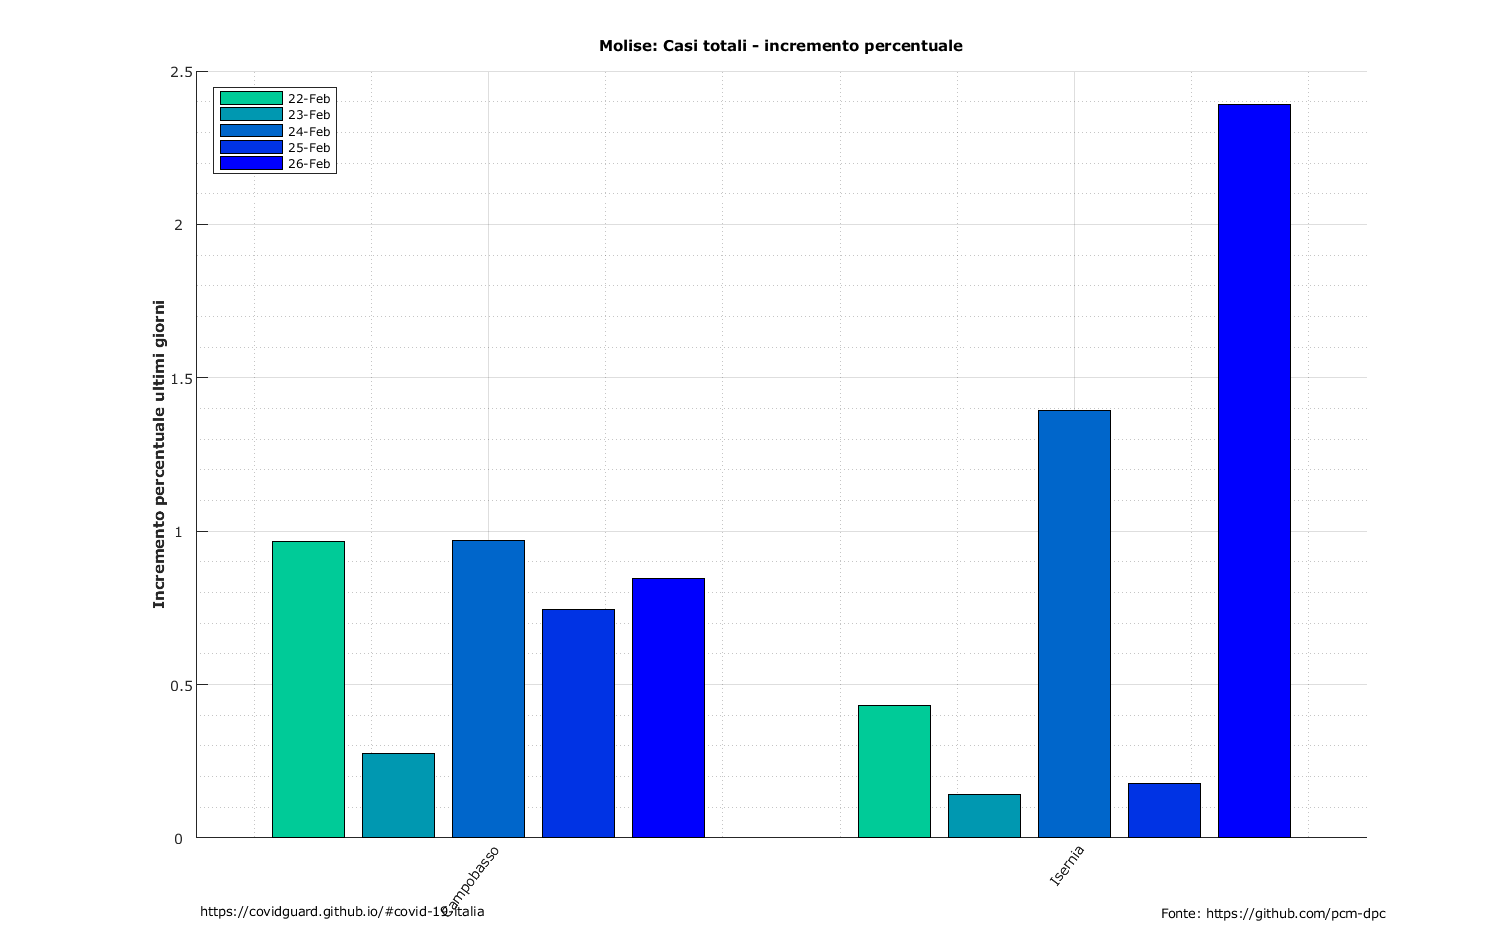 Molise: Casi totali - incremento percentuale
2.5
2
1.5
1
0.5
0
Incremento percentuale ultimi giorni
22-Feb
23-Feb
24-Feb
25-Feb
26-Feb
Campobasso
Isernia
https://covidguard.github.io/#covid-19-italia
Fonte: https://github.com/pcm-dpc